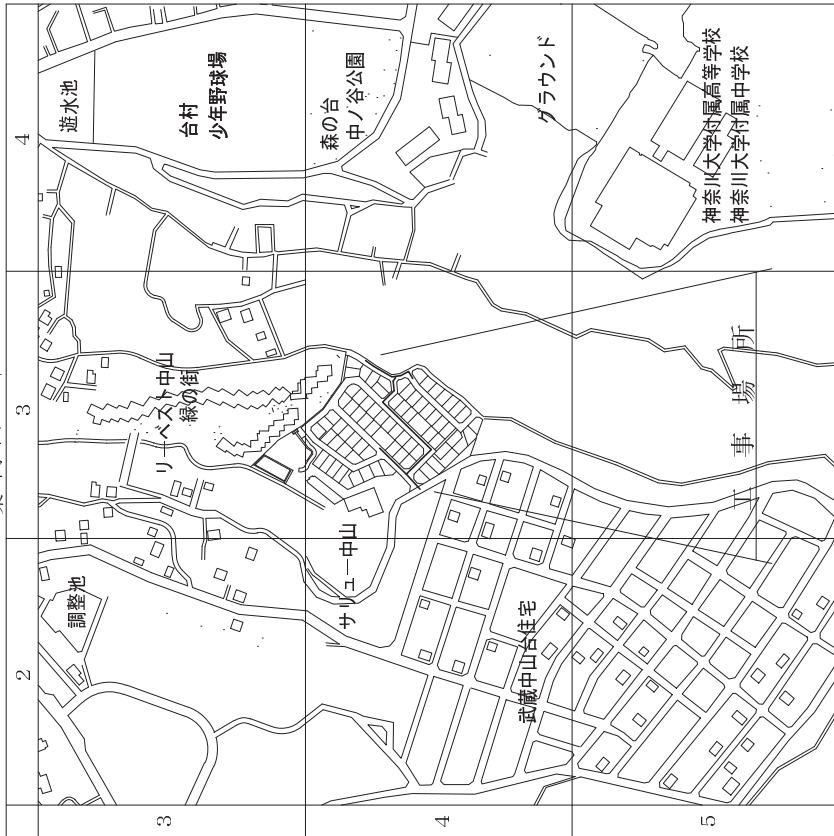 遊水池
台村
少年野球場
森の台
中ノ谷公園
グラウンド
神奈川大学付属高等学校
神奈川大学付属中学校
4
3
2
リーベスト中山
緑の街
調整池
サリュー中山
武蔵中山台住宅
工事場所
3
4
5